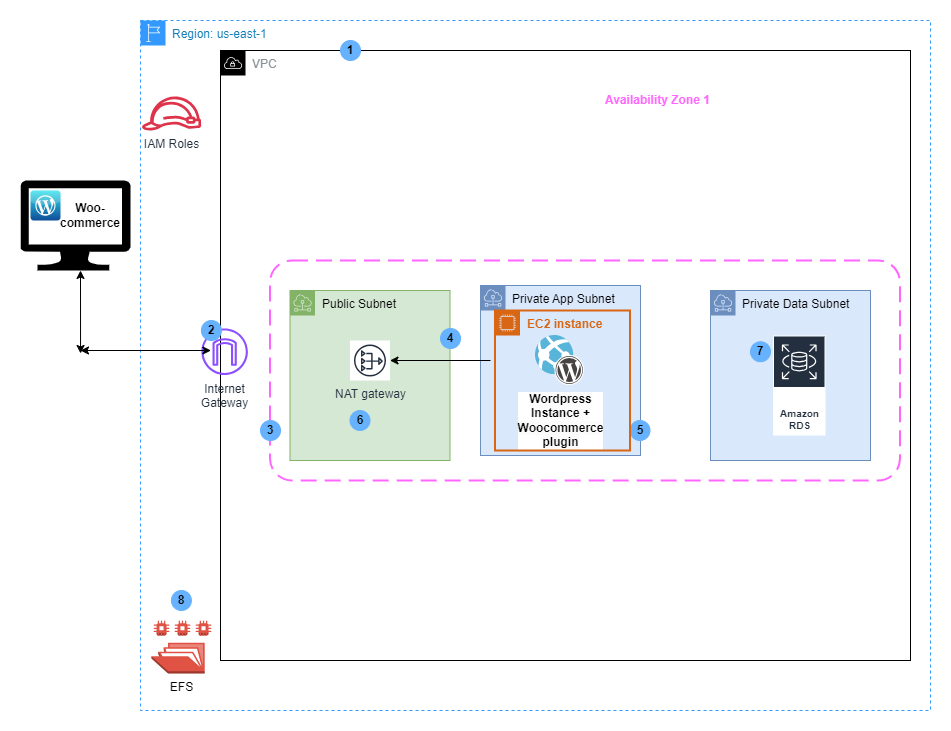 Region: us-east-1
1
VPC
Availability Zone 1
IAM Roles
Woo-
commerce
2
Internet
Gateway
3
Public Subnet
NAT gateway
6
4
Private App Subnet
EC2 instance
Wordpress
Instance +
Woocommerce
plugin
5
Private Data Subnet
7
Amazon
RDS
8
EFS